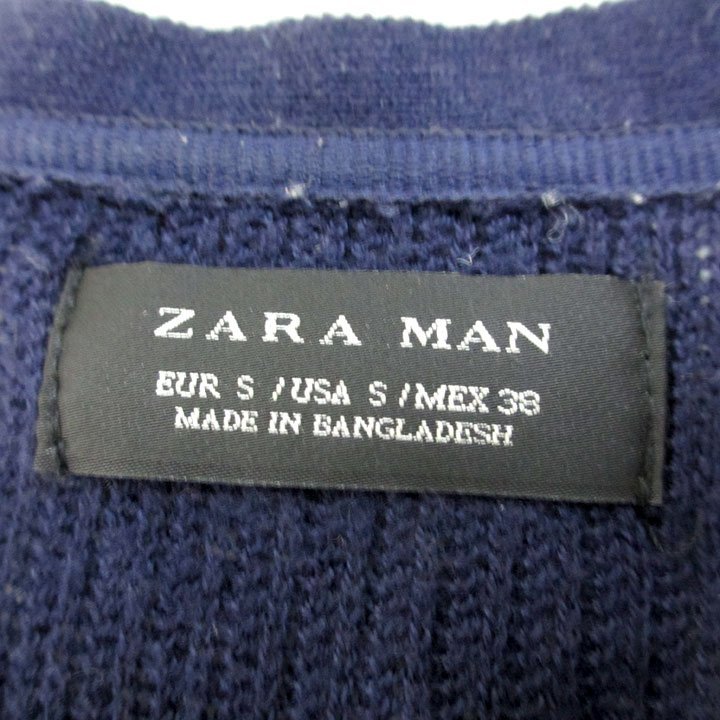 ZARA MAN
EUR S / USA S / MEX 38
MADE IN BANGLADESH